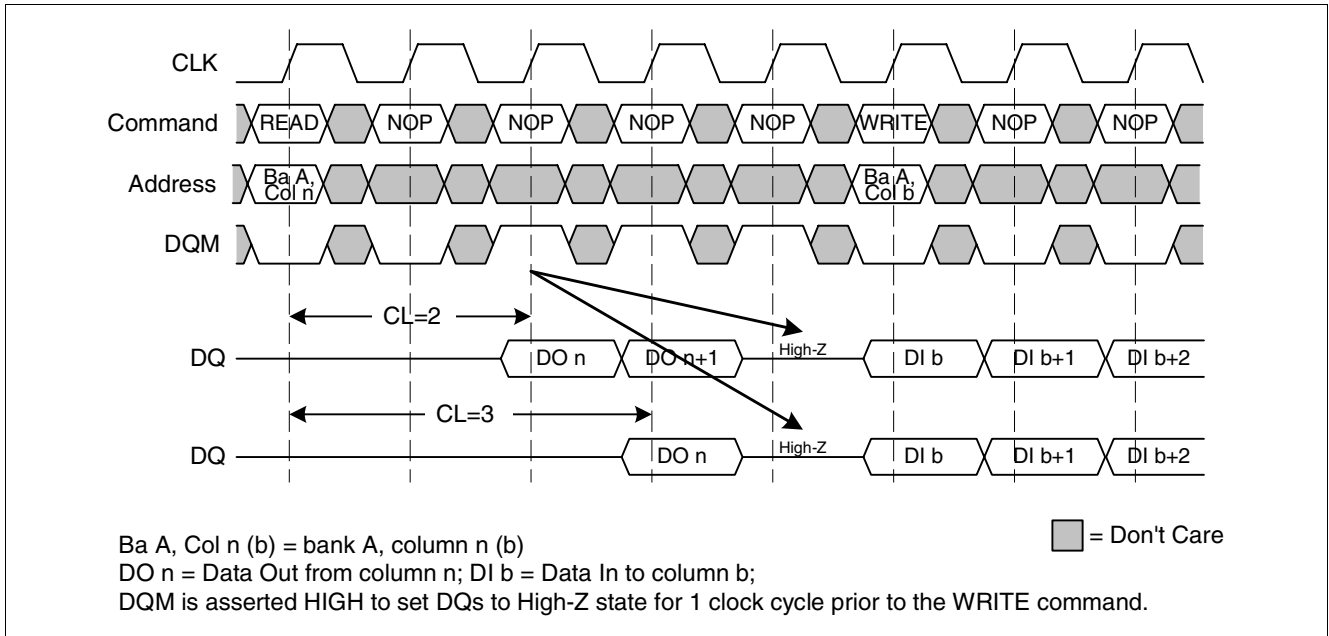 CLK
Command READ NOP NOP NOP NOP WRITE NOP NOP
Address Ba A, Col n Ba A, Col b
DQM
CL=2
DQ DO n DO n+1 High-Z DI b DI b+1 DI b+2
CL=3
DQ DO n High-Z DI b DI b+1 DI b+2
Ba A, Col n (b) = bank A, column n (b)
= Don't Care
DO n = Data Out from column n; DI b = Data In to column b;
DQM is asserted HIGH to set DQs to High-Z state for 1 clock cycle prior to the WRITE command.